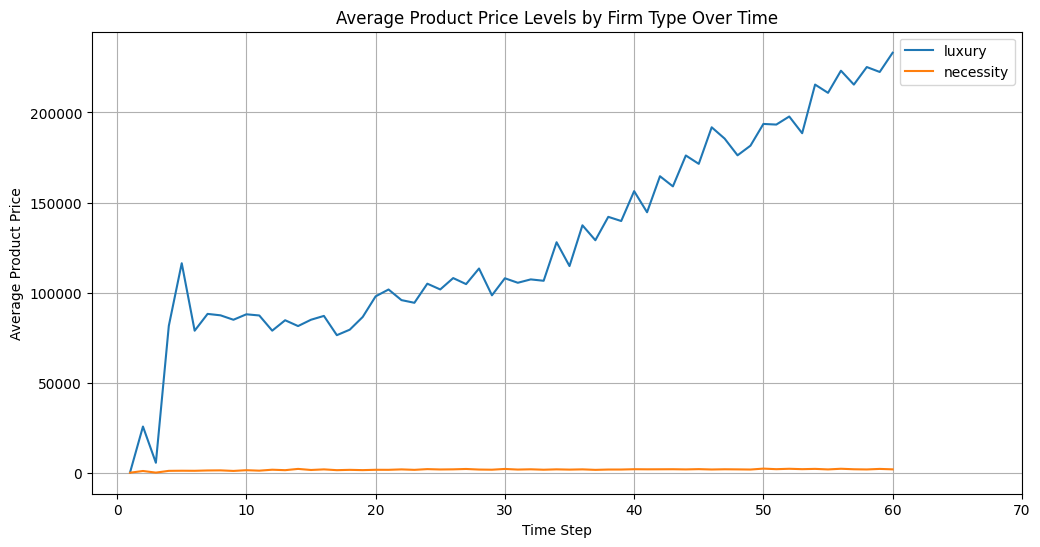 Average Product Price Levels by Firm Type Over Time
luxury
necessity
Average Product Price
200000
150000
100000
50000
0
0 10 20 30 40 50 60 70
Time Step